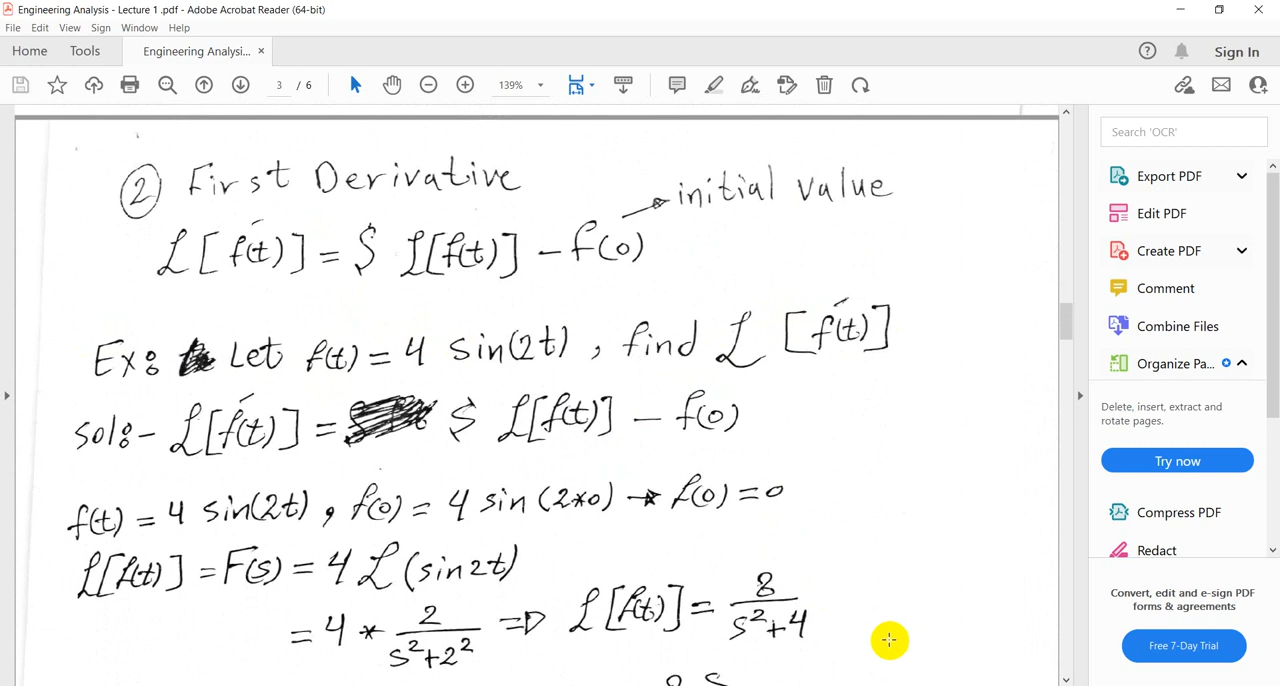 Engineering Analysis - Lecture 1 .pdf - Adobe Acrobat Reader (64-bit)
File Edit View Sign Window Help
Home Tools Engineering Analysi... × Sign In
3 / 6 139%
Search 'OCR'
Export PDF
Edit PDF
Create PDF
Comment
Combine Files
Organize Pa...
Delete, insert, extract and
rotate pages.
Try now
Compress PDF
Redact
Convert, edit and e-sign PDF
forms & agreements
Free 7-Day Trial
② First Derivative
initial value
ℒ[f́(t)] = S ℒ[f(t)] - f(0)
Ex: Let f(t) = 4 sin(2t), find ℒ [f́(t)]
sol:- ℒ[f́(t)] = S ℒ[f(t)] - f(0)
f(t) = 4 sin(2t), f(0) = 4 sin (2*0) → f(0) = 0
ℒ[f(t)] = F(s) = 4 ℒ (sin2t)
= 4 * 2/(s²+2²) ⇒ ℒ[f(t)] = 8/(s²+4)